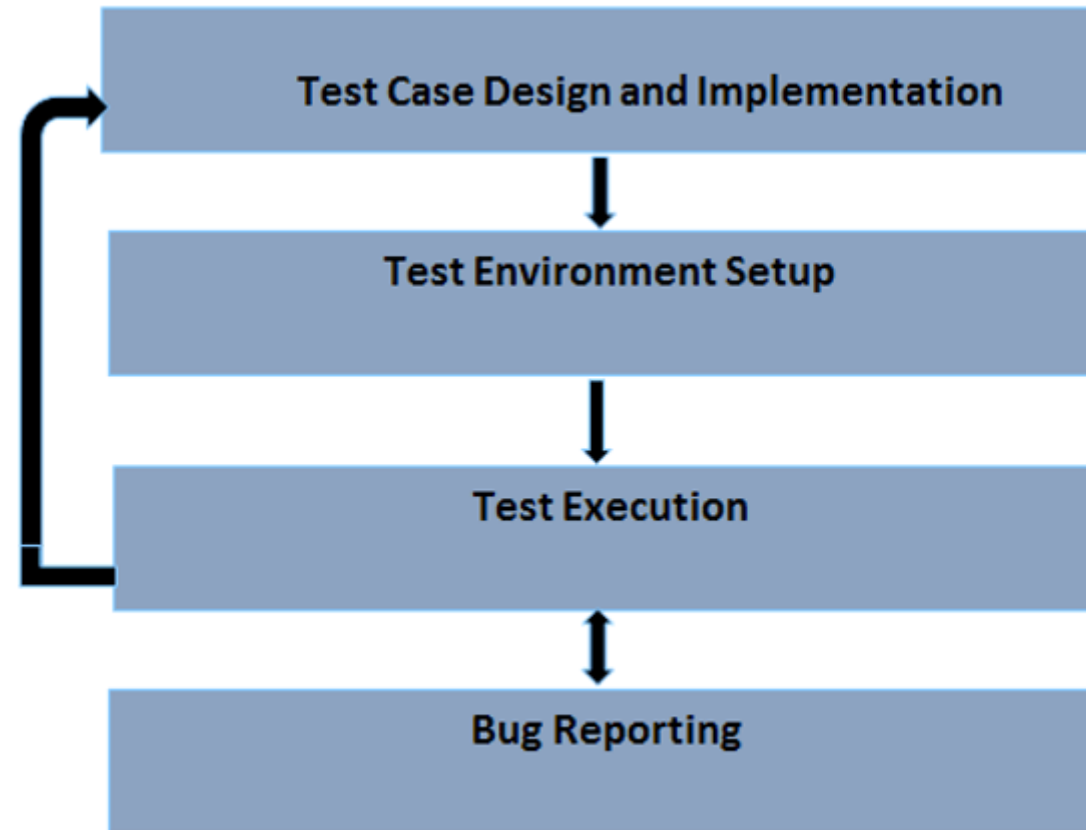 Test Case Design and Implementation
Test Environment Setup
Test Execution
Bug Reporting